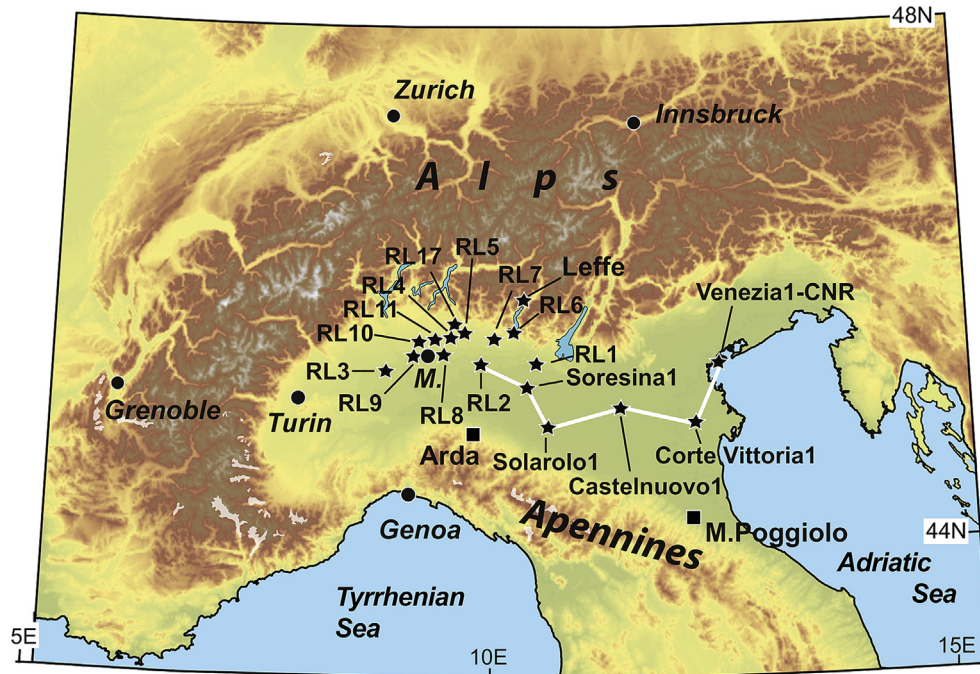 48N
Zurich
Innsbruck
Alps
RL17
RL5
RL4
RL7
Leffe
RL11
RL6
Venezia1-CNR
RL10
RL3
M.
RL1
RL9
Soresina1
Grenoble
Turin
RL8
RL2
Arda
Solarolo1
Corte Vittoria1
Castelnuovo1
Genoa
Apennines
M.Poggiolo
44N
Adriatic
Sea
Tyrrhenian
Sea
5E
10E
15E